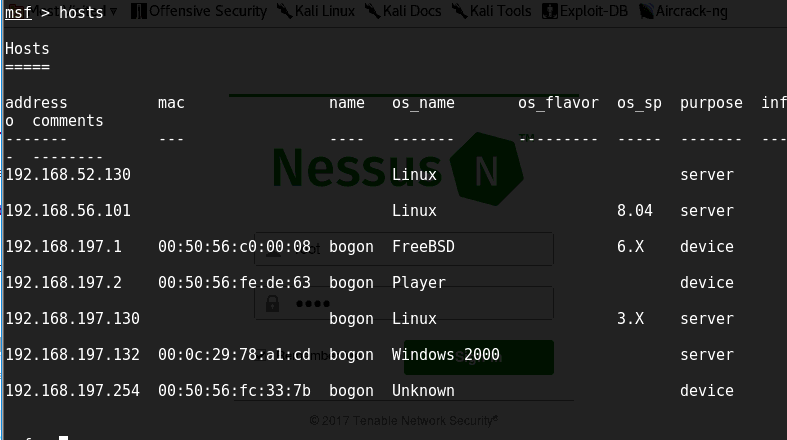 Offensive Security Kali Linux Kali Docs Kali Tools Exploit-DB Aircrack-ng
msf > hosts
Hosts
=====
address mac name os_name os_flavor os_sp purpose inf
o comments
------- --- ---- ------- --------- ----- ------- ---
- --------
192.168.52.130 Linux server
192.168.56.101 Linux 8.04 server
192.168.197.1 00:50:56:c0:00:08 bogon FreeBSD 6.X device
192.168.197.2 00:50:56:fe:de:63 bogon Player device
192.168.197.130 bogon Linux 3.X server
192.168.197.132 00:0c:29:78:a1:cd bogon Windows 2000 server
192.168.197.254 00:50:56:fc:33:7b bogon Unknown device
Nessus N ™
••••
© 2017 Tenable Network Security®